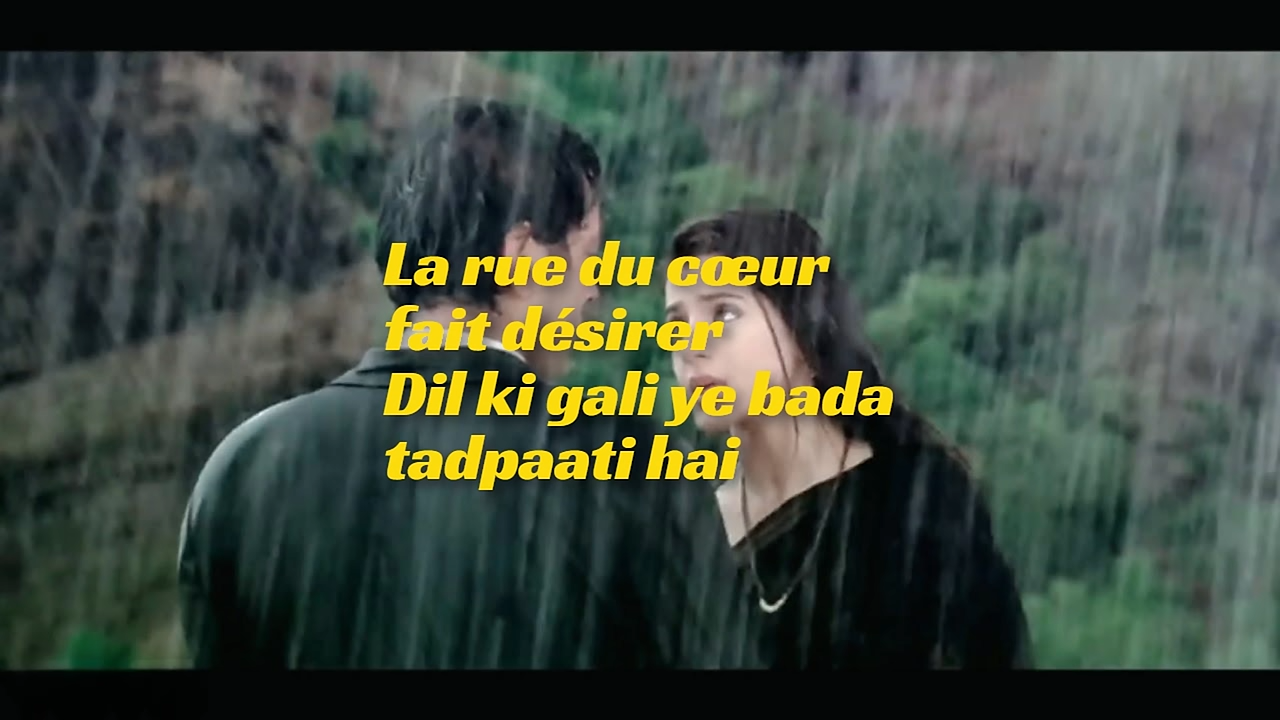 La rue du cœur
fait désirer
Dil ki gali ye bada
tadpaati hai